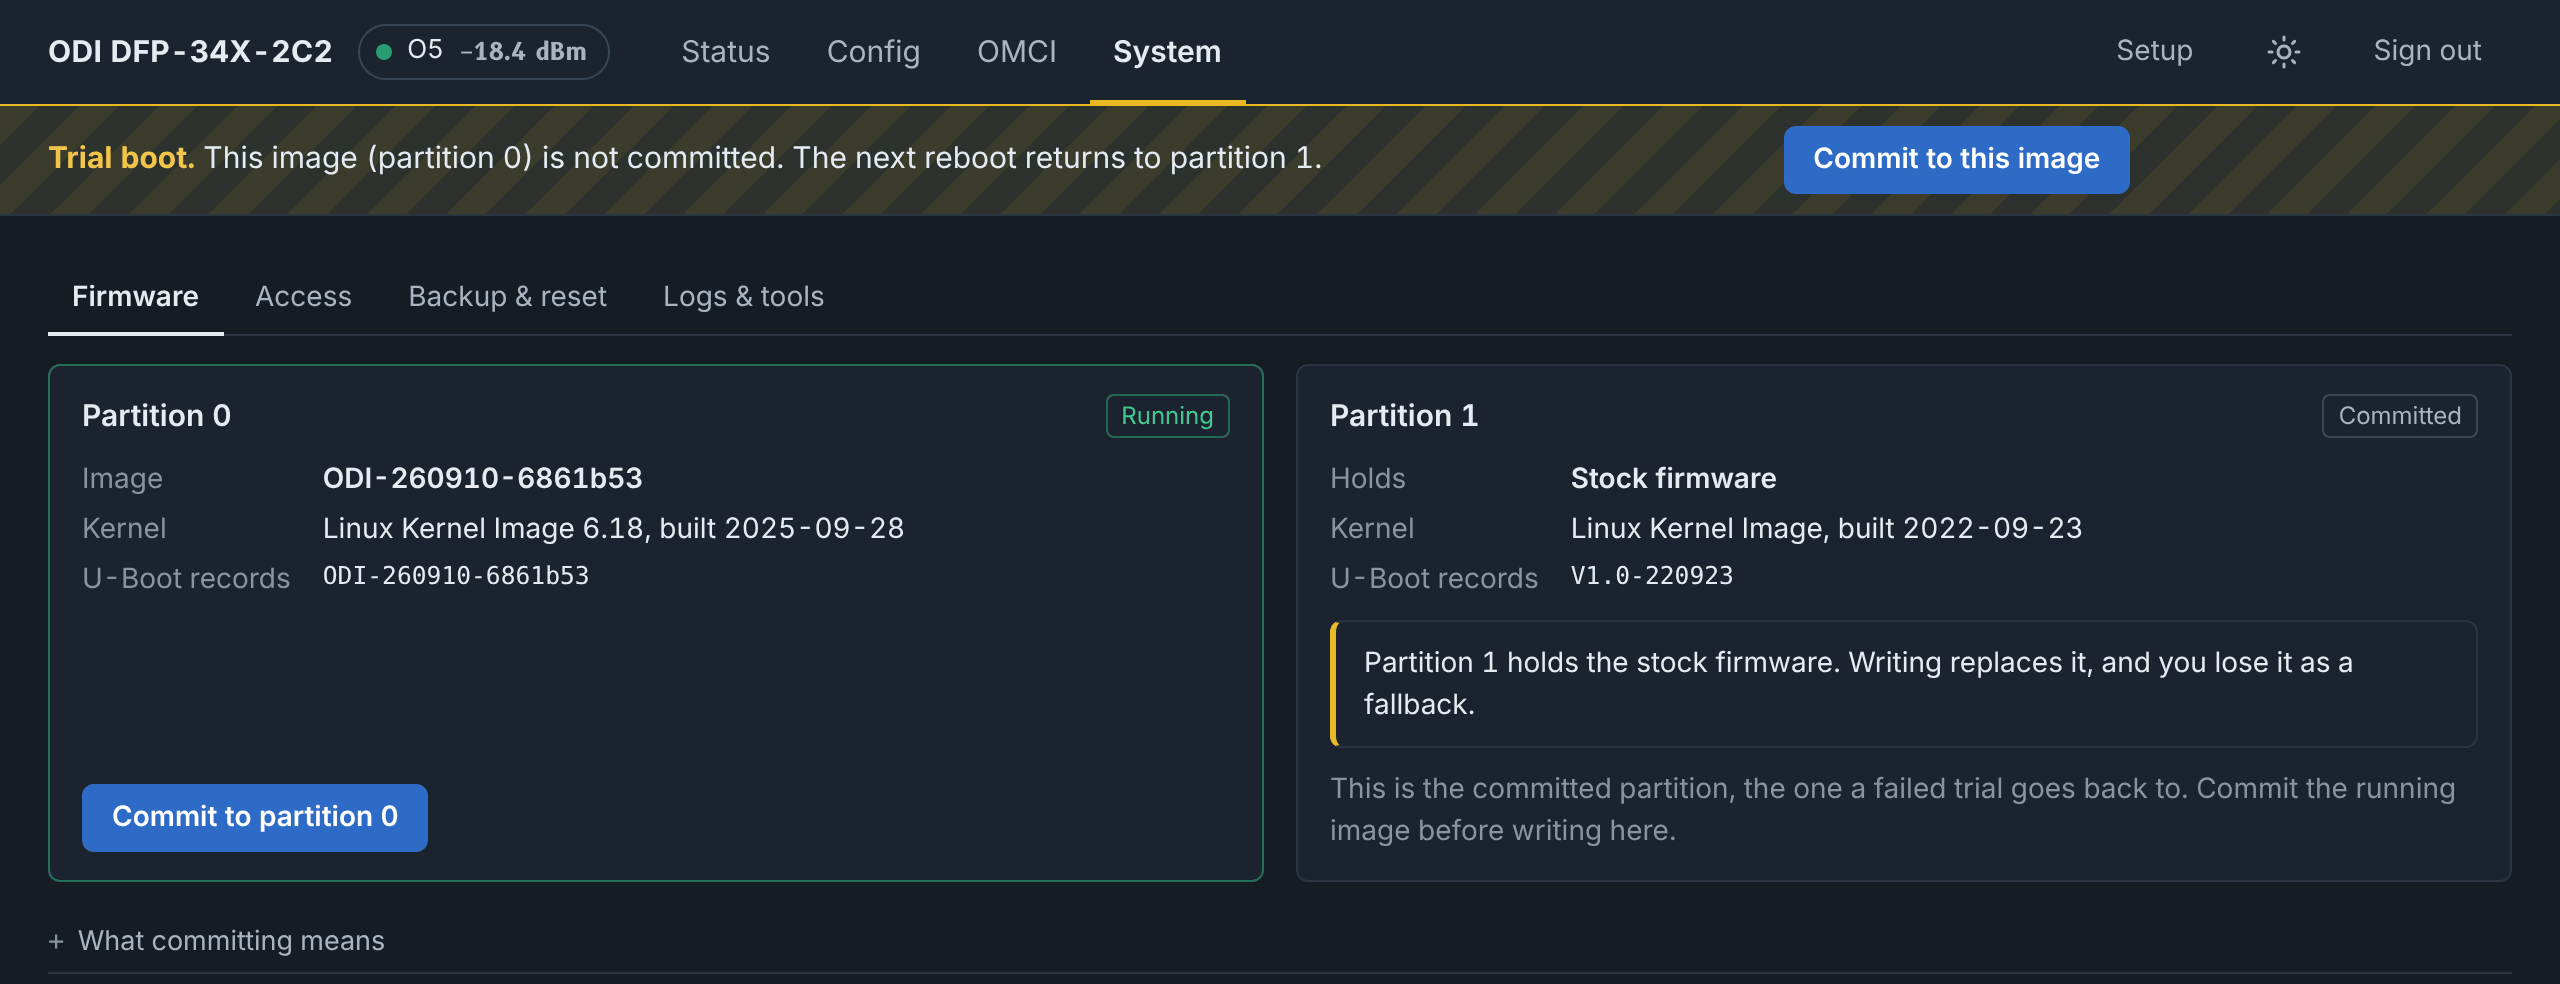 ODI DFP-34X-2C2 O5 -18.4 dBm Status Config OMCI System Setup Sign out
Trial boot. This image (partition 0) is not committed. The next reboot returns to partition 1. Commit to this image
Firmware Access Backup & reset Logs & tools
Partition 0 Running
Image ODI-260910-6861b53
Kernel Linux Kernel Image 6.18, built 2025-09-28
U-Boot records ODI-260910-6861b53
Commit to partition 0
Partition 1 Committed
Holds Stock firmware
Kernel Linux Kernel Image, built 2022-09-23
U-Boot records V1.0-220923
Partition 1 holds the stock firmware. Writing replaces it, and you lose it as a
fallback.
This is the committed partition, the one a failed trial goes back to. Commit the running
image before writing here.
+ What committing means